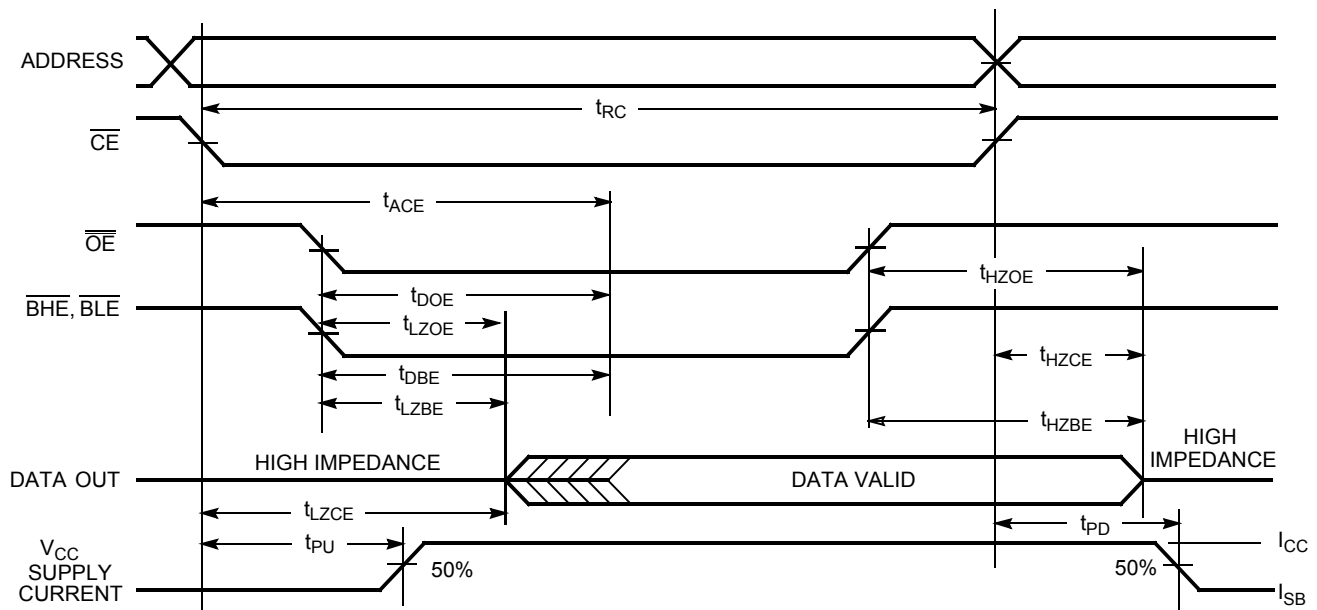 ADDRESS
tRC
CE
tACE
OE
tHZOE
tDOE
BHE, BLE
tLZOE
tHZCE
tDBE
tLZBE
tHZBE
HIGH IMPEDANCE
HIGH
IMPEDANCE
DATA OUT
DATA VALID
tLZCE
tPU
tPD
VCC
SUPPLY
CURRENT
50%
50%
ICC
ISB